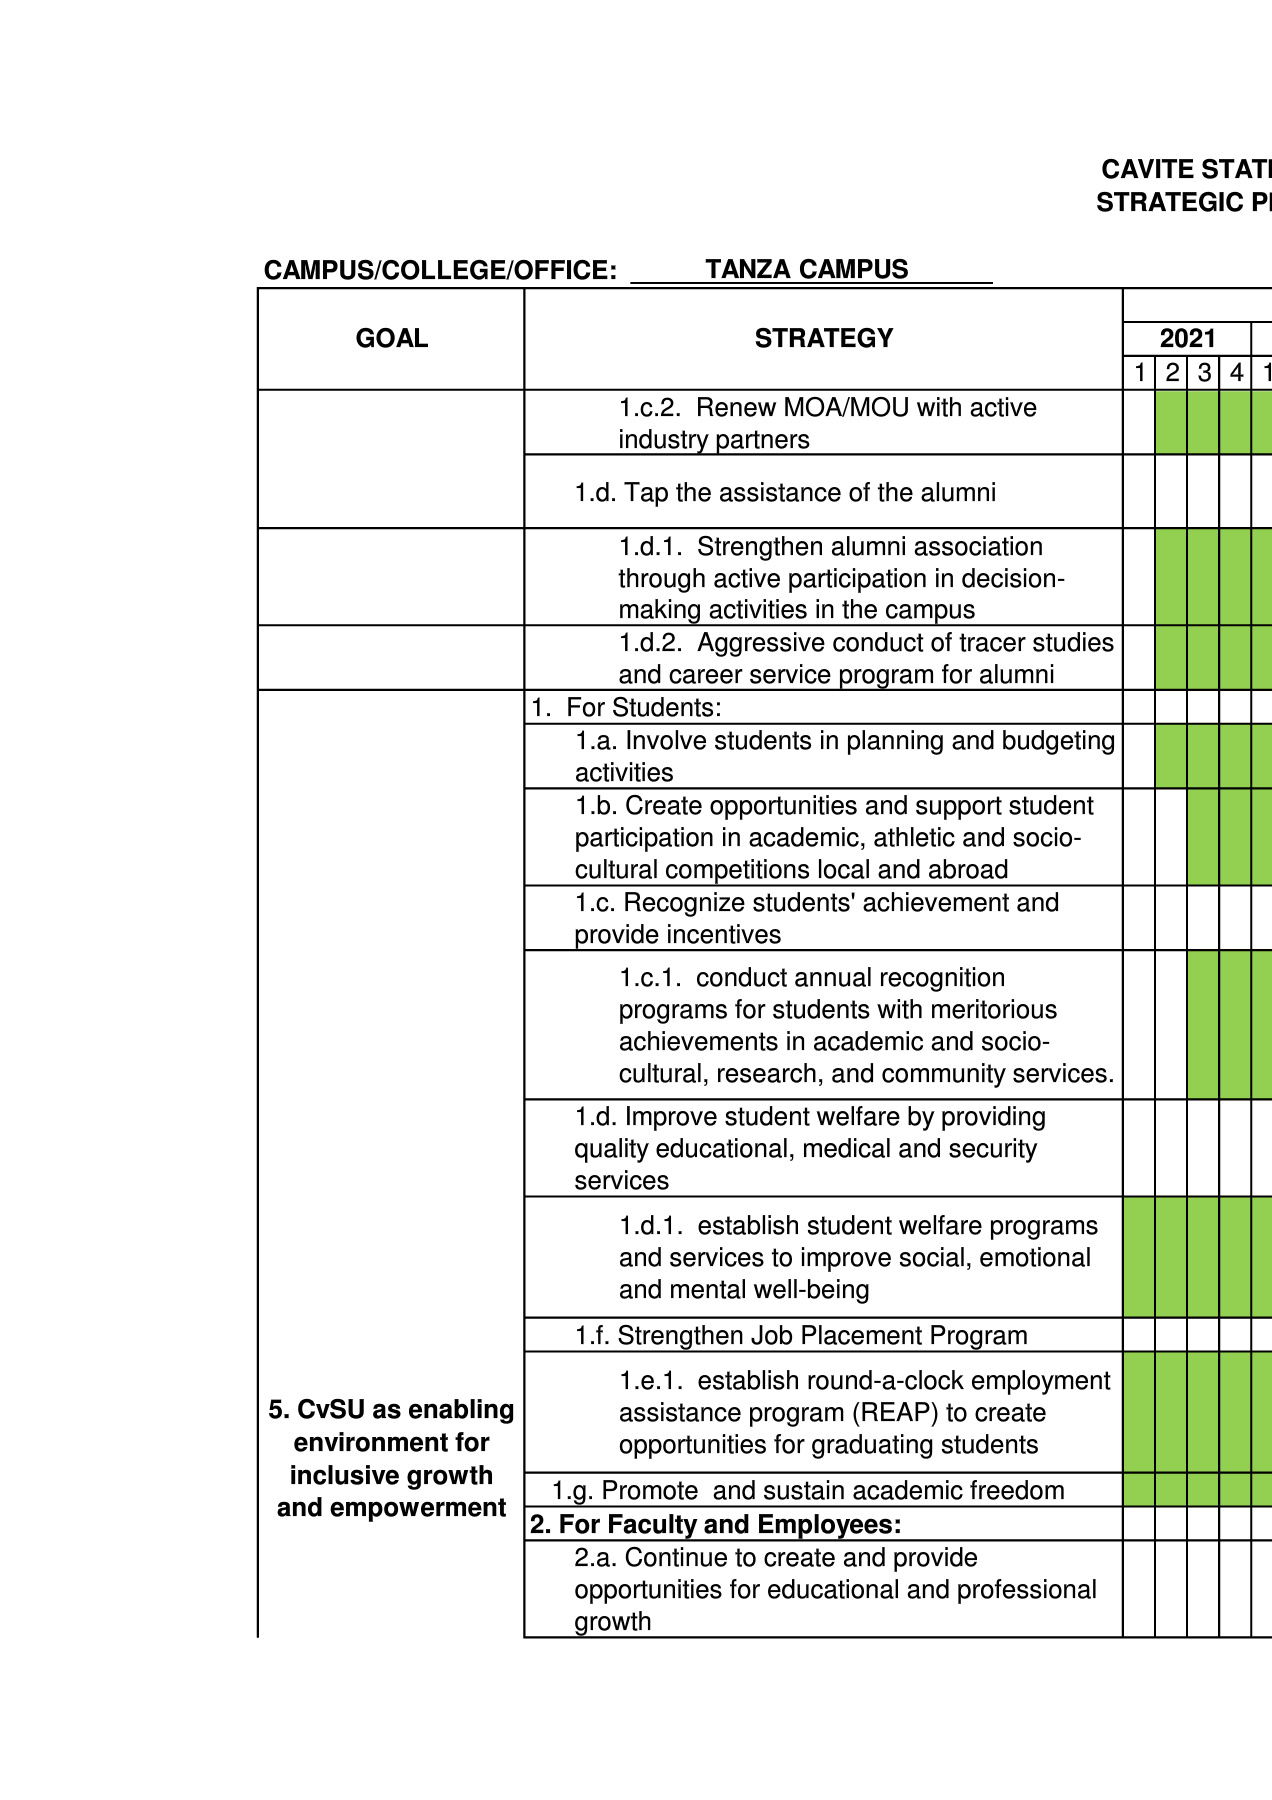 CAVITE STATE
STRATEGIC PL
CAMPUS/COLLEGE/OFFICE: TANZA CAMPUS
GOAL
STRATEGY
2021
1 2 3 4 1
1.c.2. Renew MOA/MOU with active
industry partners
1.d. Tap the assistance of the alumni
1.d.1. Strengthen alumni association
through active participation in decision-
making activities in the campus
1.d.2. Aggressive conduct of tracer studies
and career service program for alumni
5. CvSU as enabling
environment for
inclusive growth
and empowerment
1. For Students:
1.a. Involve students in planning and budgeting
activities
1.b. Create opportunities and support student
participation in academic, athletic and socio-
cultural competitions local and abroad
1.c. Recognize students' achievement and
provide incentives
1.c.1. conduct annual recognition
programs for students with meritorious
achievements in academic and socio-
cultural, research, and community services.
1.d. Improve student welfare by providing
quality educational, medical and security
services
1.d.1. establish student welfare programs
and services to improve social, emotional
and mental well-being
1.f. Strengthen Job Placement Program
1.e.1. establish round-a-clock employment
assistance program (REAP) to create
opportunities for graduating students
1.g. Promote and sustain academic freedom
2. For Faculty and Employees:
2.a. Continue to create and provide
opportunities for educational and professional
growth